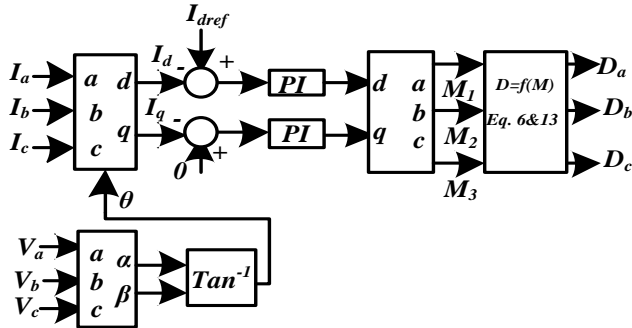 I_dref
I_a
I_b
I_c
a
b
c
d
q
I_d
-
+
I_q
-
+
0
PI
PI
d
q
a
b
c
M_1
M_2
M_3
D=f(M)
Eq. 6&13
D_a
D_b
D_c
θ
V_a
V_b
V_c
a
b
c
α
β
Tan^-1